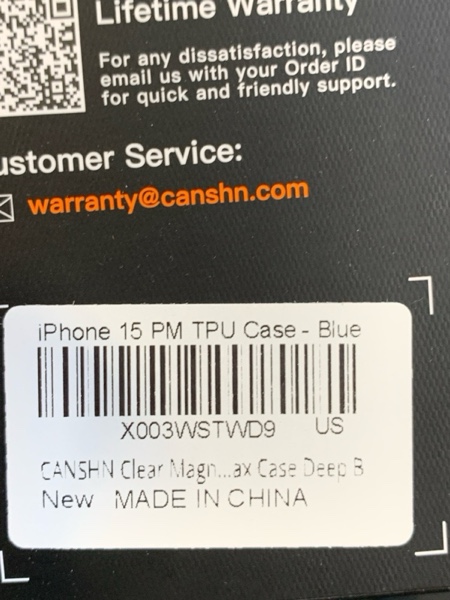 Lifetime Warranty
For any dissatisfaction, please
email us with your Order ID
for quick and friendly support.
ustomer Service:
warranty@canshn.com
iPhone 15 PM TPU Case - Blue
X003WSTWD9 US
CANSHN Clear Magn...ax Case Deep B
New MADE IN CHINA